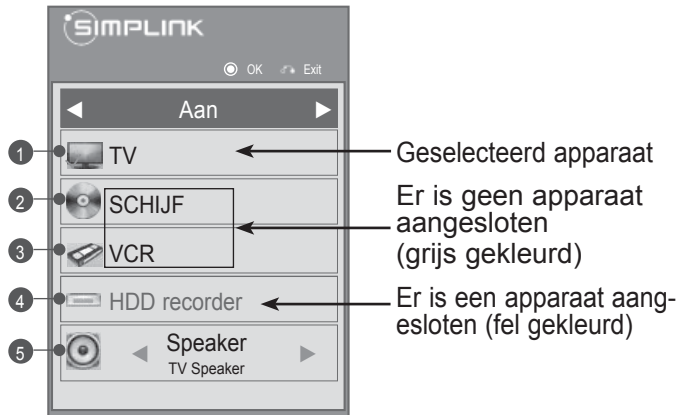 SIMPLINK
OK Exit
Aan
1 TV
2 SCHIJF
3 VCR
4 HDD recorder
5 Speaker
TV Speaker
Geselecteerd apparaat
Er is geen apparaat
aangesloten
(grijs gekleurd)
Er is een apparaat aang-
esloten (fel gekleurd)